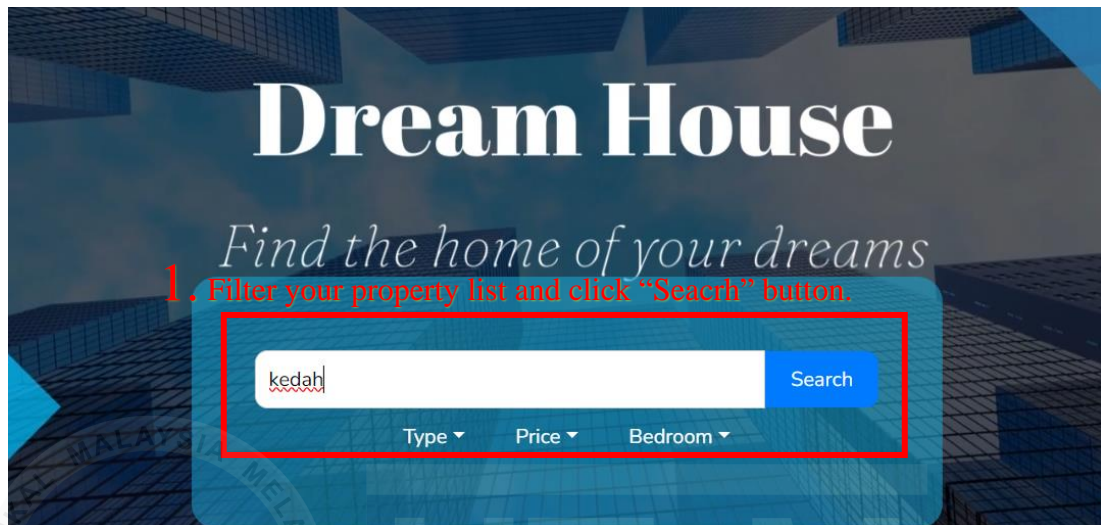 Dream House
Find the home of your dreams
1. Filter your property list and click “Seacrh” button.
kedah
Search
Type Price Bedroom
MALAYSIA